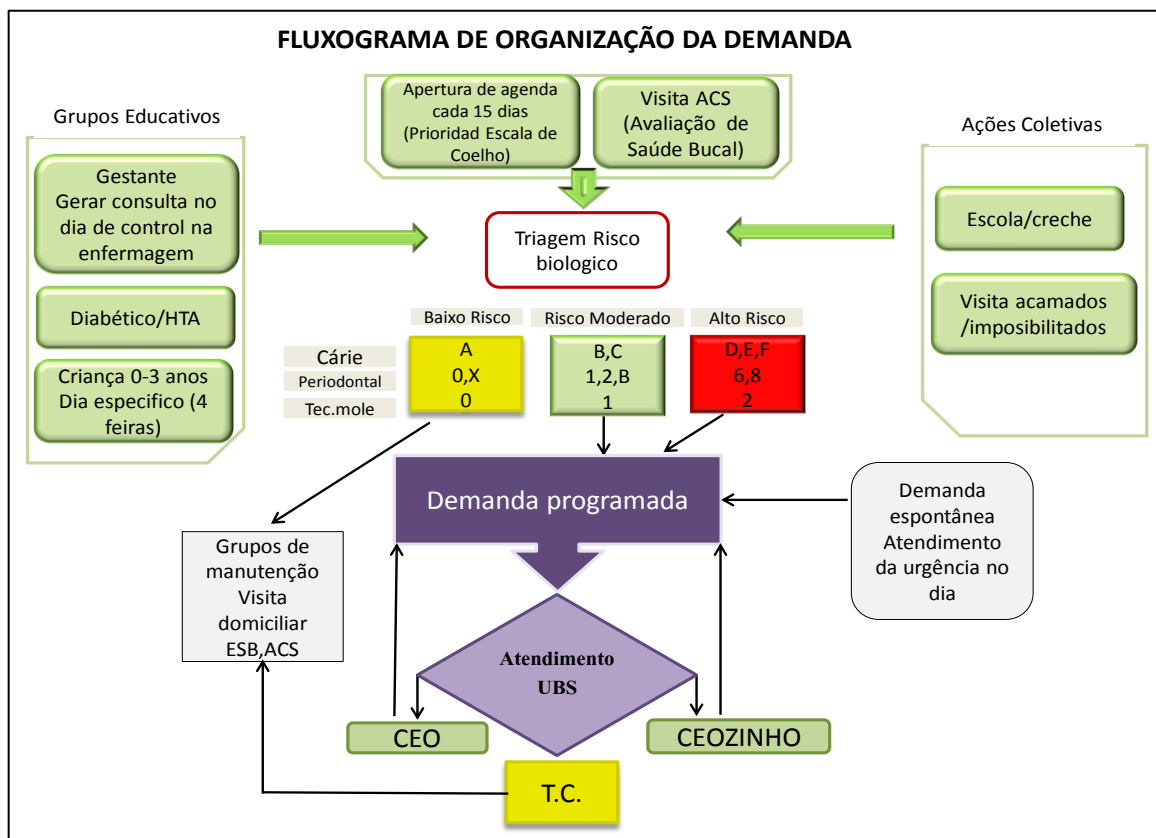 FLUXOGRAMA DE ORGANIZAÇÃO DA DEMANDA
Grupos Educativos
Gestante
Gerar consulta no
dia de control na
enfermagem
Diabético/HTA
Criança 0-3 anos
Dia especifico (4
feiras)
Apertura de agenda
cada 15 dias
(Prioridad Escala de
Coelho)
Visita ACS
(Avaliação de
Saúde Bucal)
Ações Coletivas
Escola/creche
Visita acamados
/imposibilitados
Triagem Risco
biologico
Baixo Risco
Risco Moderado
Alto Risco
Cárie
Periodontal
Tec.mole
A
0,X
0
B,C
1,2,B
1
D,E,F
6,8
2
Demanda programada
Demanda
espontânea
Atendimento
da urgência no
dia
Grupos de
manutenção
Visita
domiciliar
ESB,ACS
Atendimento
UBS
CEO
CEOZINHO
T.C.